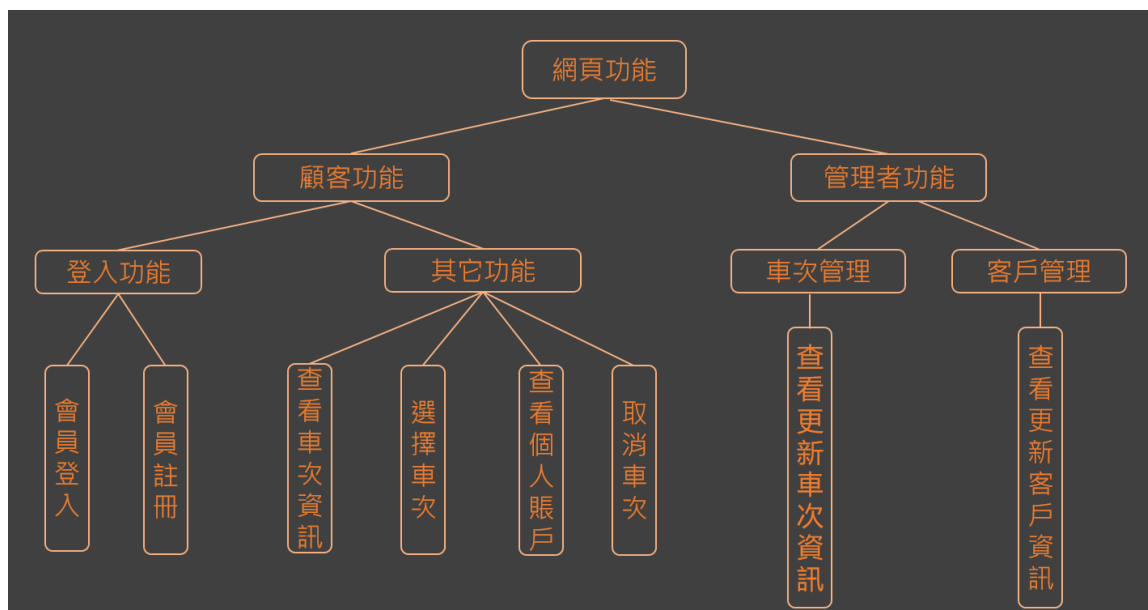 網頁功能
顧客功能
管理者功能
登入功能
其它功能
車次管理
客戶管理
會員登入
會員註冊
查看車次資訊
選擇車次
查看個人賬戶
取消車次
查看更新車次資訊
查看更新客戶資訊